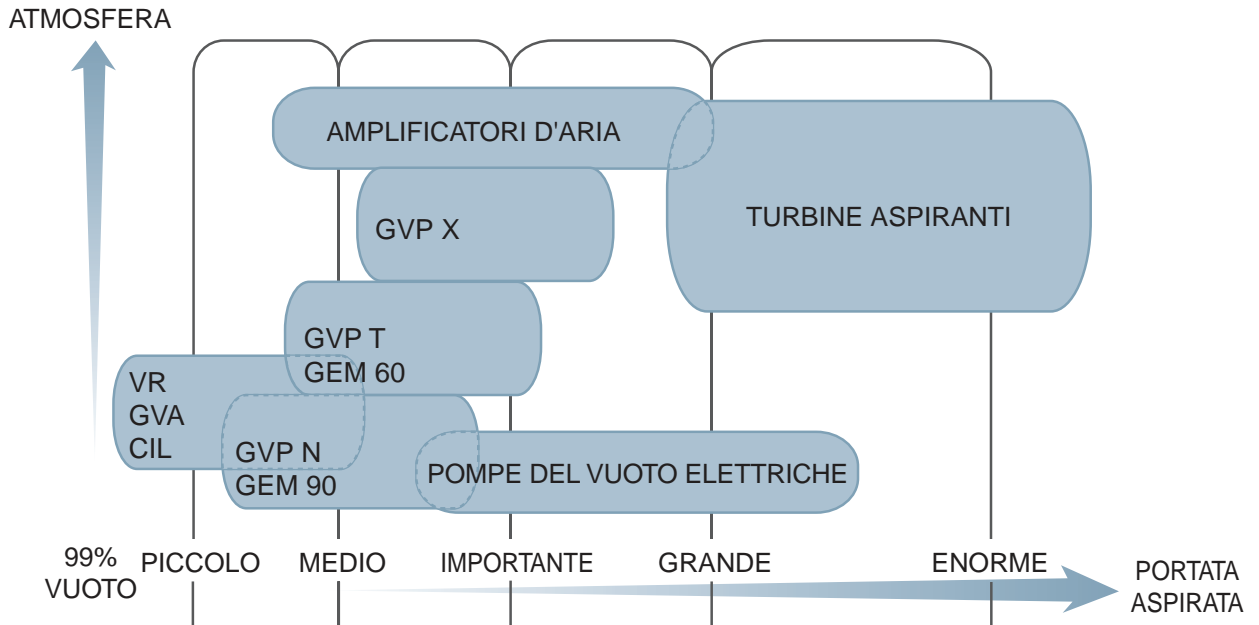 ATMOSFERA
AMPLIFICATORI D'ARIA
GVP X
TURBINE ASPIRANTI
GVP T
GEM 60
VR
GVA
CIL
GVP N
GEM 90
POMPE DEL VUOTO ELETTRICHE
99%
VUOTO
PICCOLO
MEDIO
IMPORTANTE
GRANDE
ENORME
PORTATA
ASPIRATA